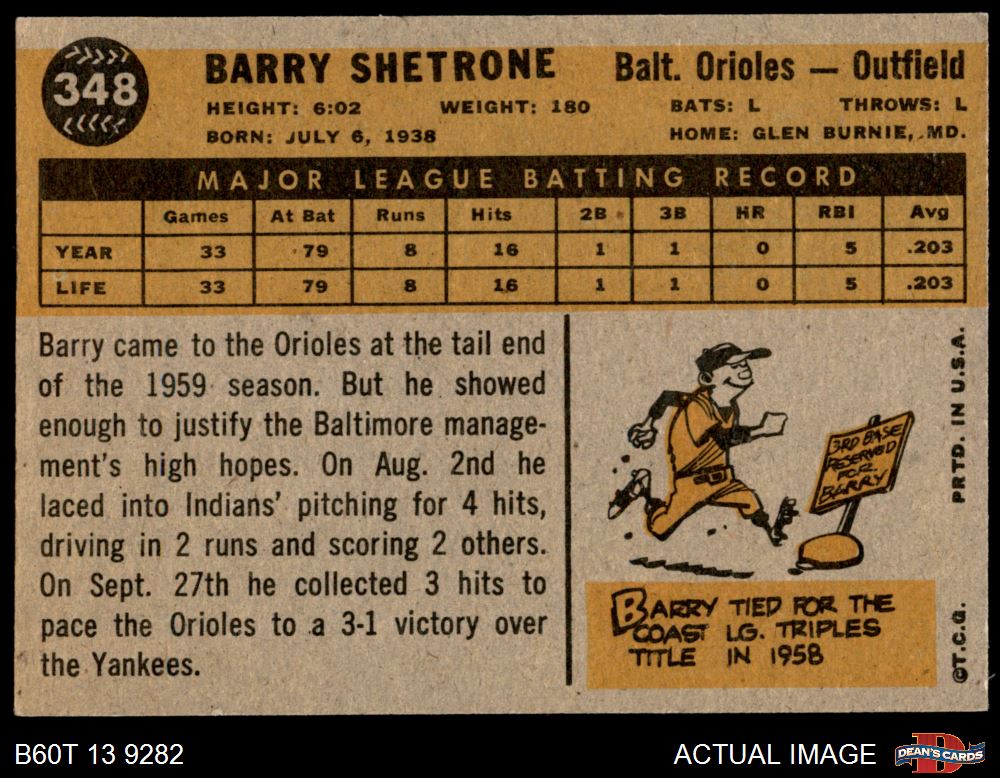 348
BARRY SHETRONE
Balt. Orioles — Outfield
HEIGHT: 6:02 WEIGHT: 180 BATS: L THROWS: L
BORN: JULY 6, 1938 HOME: GLEN BURNIE, MD.
MAJOR LEAGUE BATTING RECORD
Games At Bat Runs Hits 2B 3B HR RBI Avg
YEAR 33 79 8 16 1 1 0 5 .203
LIFE 33 79 8 16 1 1 0 5 .203
Barry came to the Orioles at the tail end
of the 1959 season. But he showed
enough to justify the Baltimore manage-
ment's high hopes. On Aug. 2nd he
laced into Indians' pitching for 4 hits,
driving in 2 runs and scoring 2 others.
On Sept. 27th he collected 3 hits to
pace the Orioles to a 3-1 victory over
the Yankees.
3RD BASE
RESERVED
FOR
BARRY
BARRY TIED FOR THE
COAST LG. TRIPLES
TITLE IN 1958
©T.C.G. PRTD. IN U.S.A.
B60T 13 9282
ACTUAL IMAGE
DEAN'S CARDS